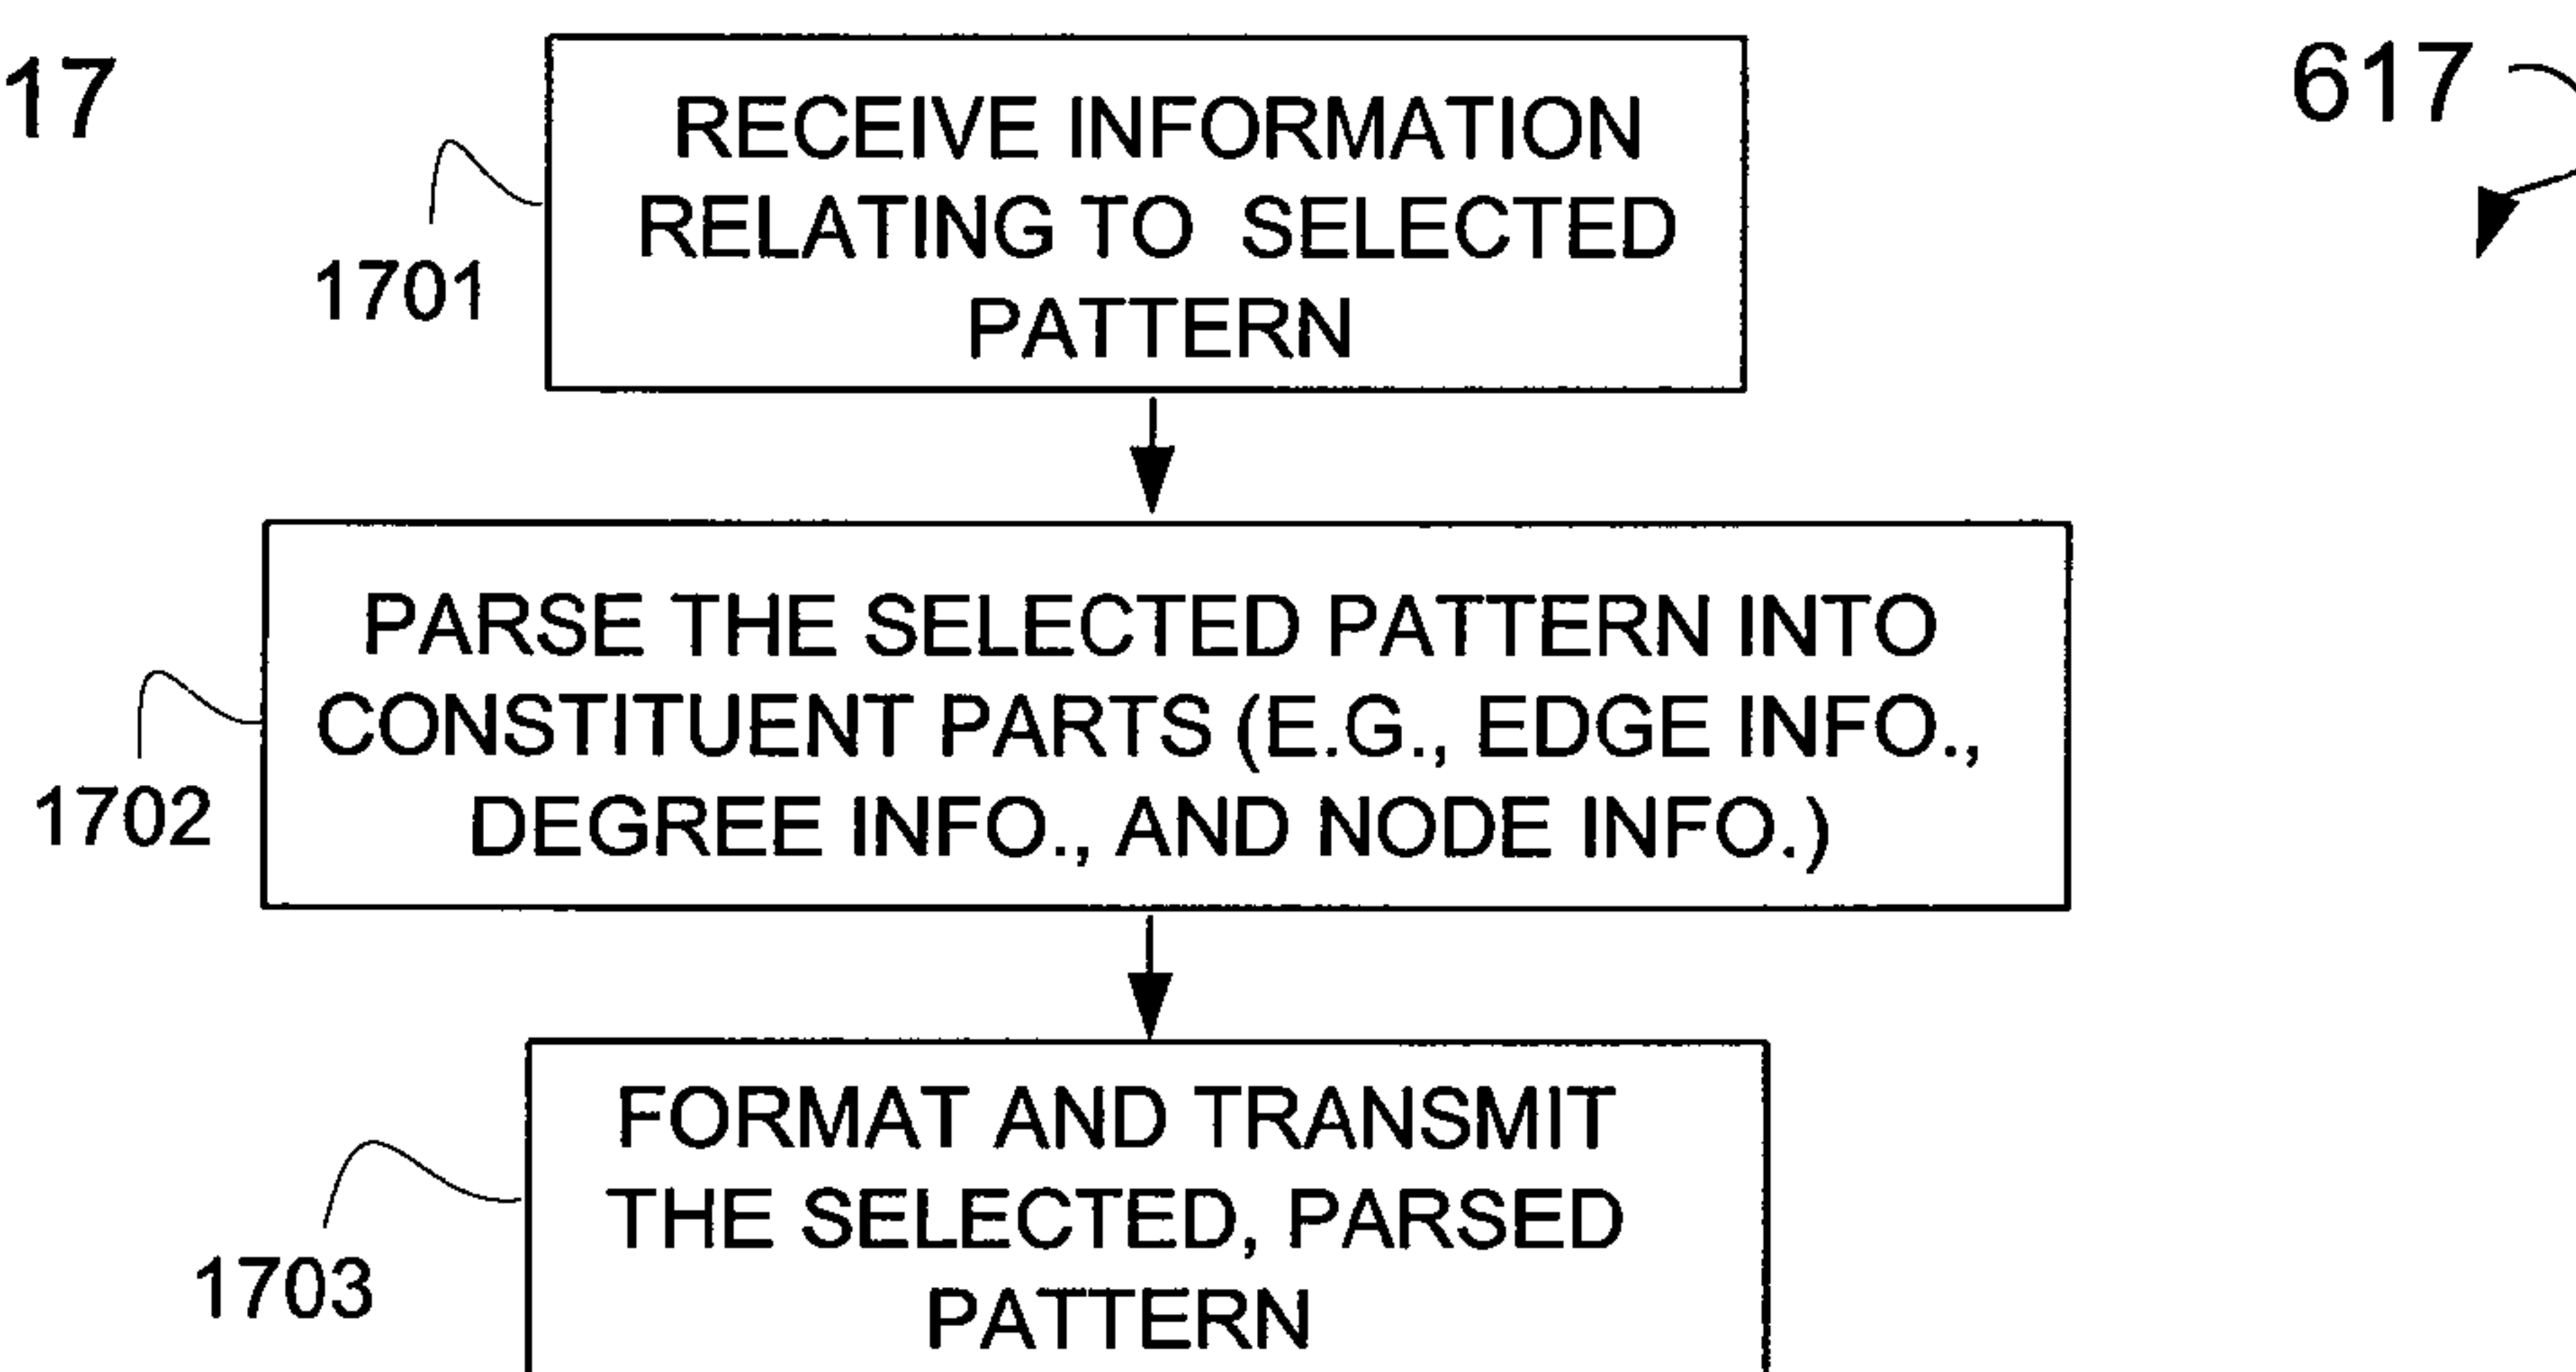 17
617
RECEIVE INFORMATION
RELATING TO SELECTED
PATTERN
1701
PARSE THE SELECTED PATTERN INTO
CONSTITUENT PARTS (E.G., EDGE INFO.,
DEGREE INFO., AND NODE INFO.)
1702
FORMAT AND TRANSMIT
THE SELECTED, PARSED
PATTERN
1703